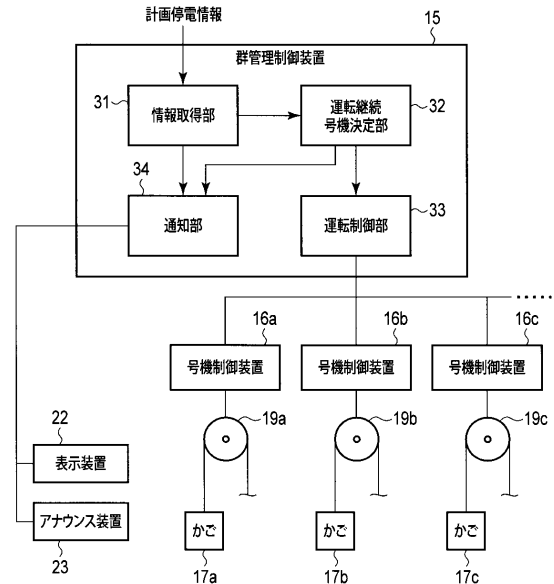 計画停電情報
15
群管理制御装置
31
情報取得部
運転継続
号機決定部
32
34
通知部
運転制御部
33
16a
16b
16c
号機制御装置
号機制御装置
号機制御装置
19a
19b
19c
22
表示装置
アナウンス装置
23
かご
かご
かご
17a
17b
17c